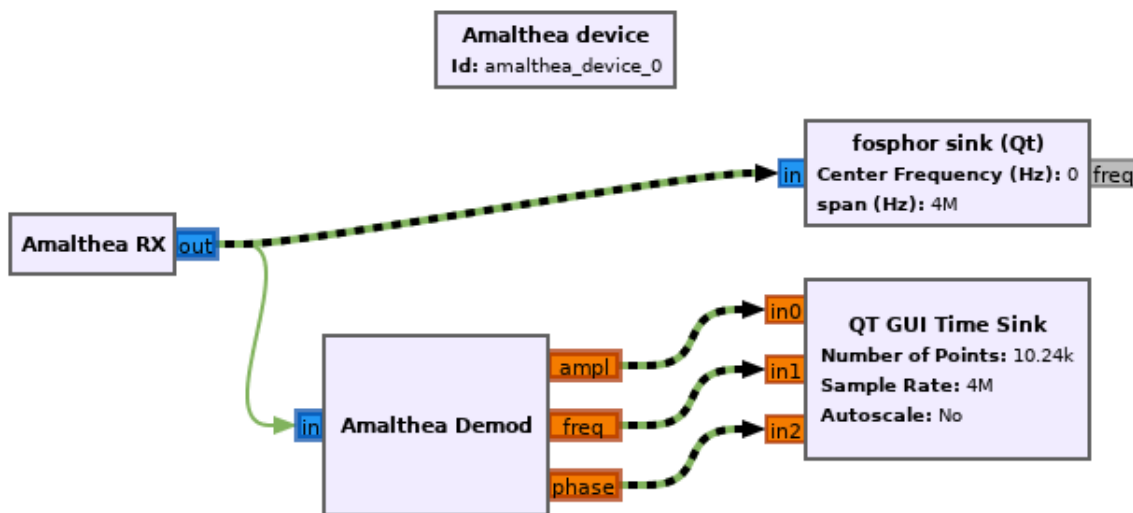 Amalthea device
Id: amalthea_device_0
fosphor sink (Qt)
in
Center Frequency (Hz): 0
freq
span (Hz): 4M
Amalthea RX
out
QT GUI Time Sink
in0
Number of Points: 10.24k
in1
Sample Rate: 4M
Autoscale: No
in2
in
Amalthea Demod
ampl
freq
phase